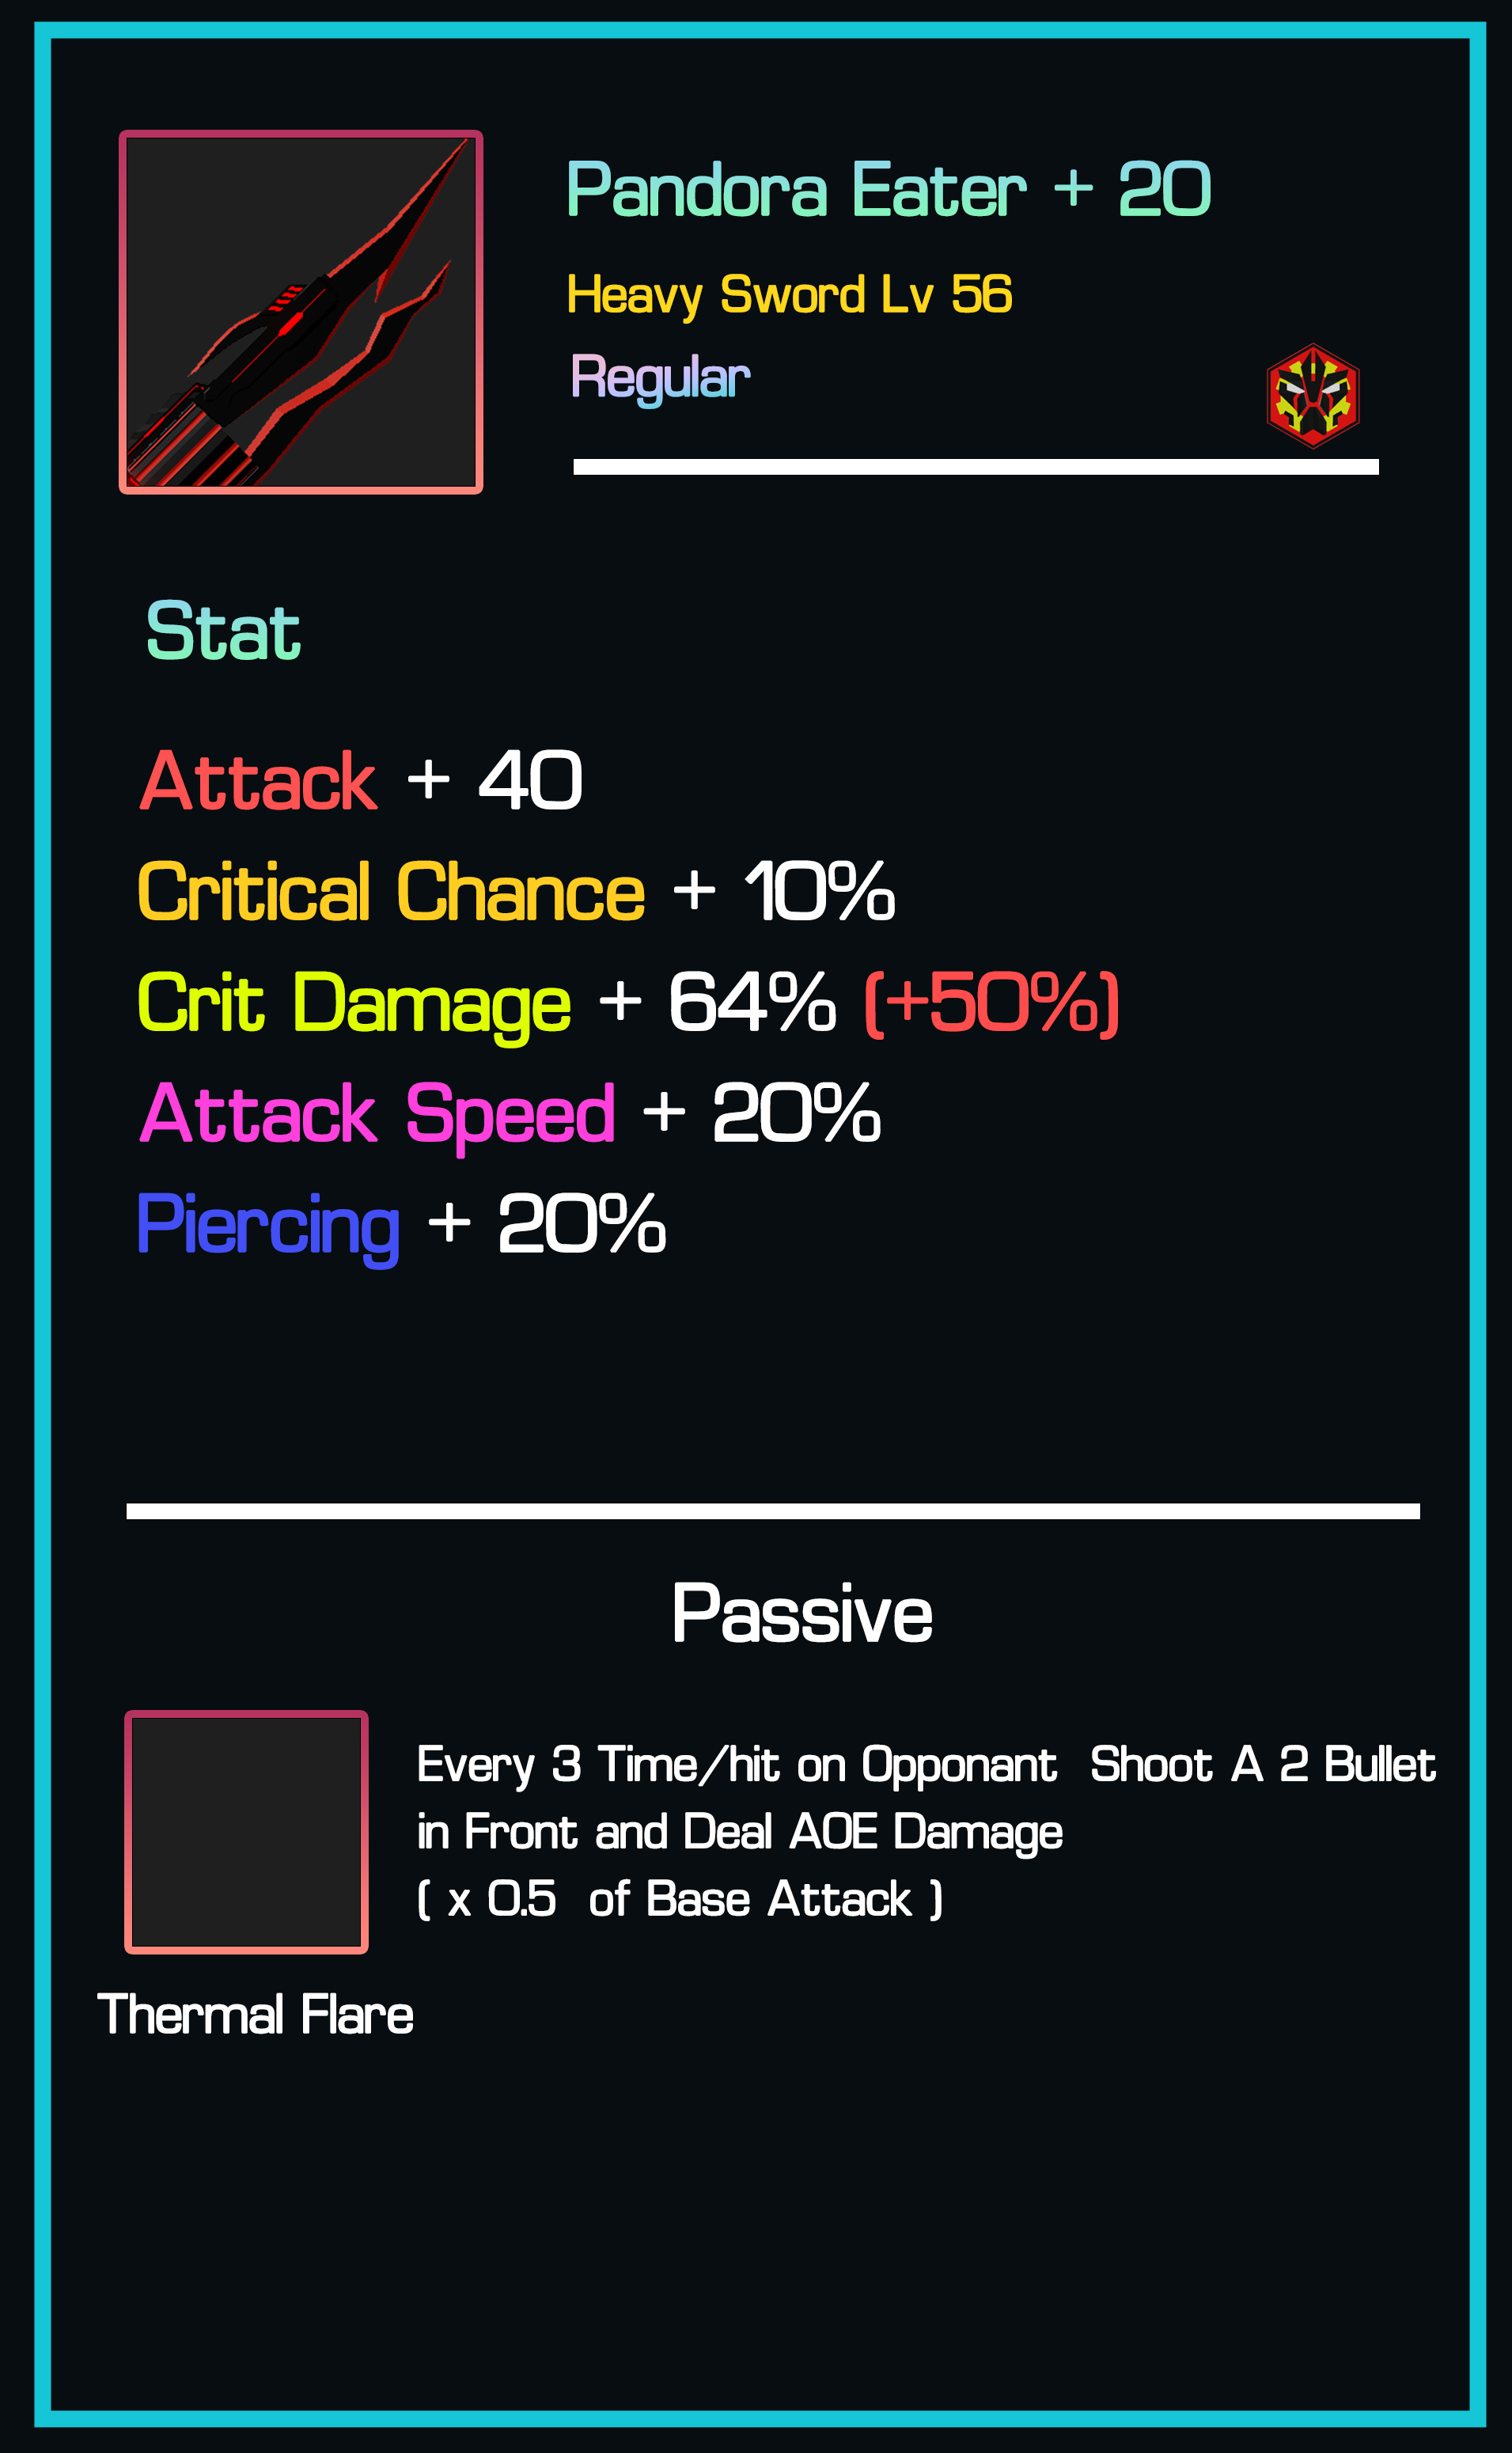 Pandora Eater + 20
Heavy Sword Lv 56
Regular
Stat
Attack + 40
Critical Chance + 10%
Crit Damage + 64% (+50%)
Attack Speed + 20%
Piercing + 20%
Passive
Every 3 Time/hit on Opponant  Shoot A 2 Bullet
in Front and Deal AOE Damage
( x 0.5  of Base Attack )
Thermal Flare